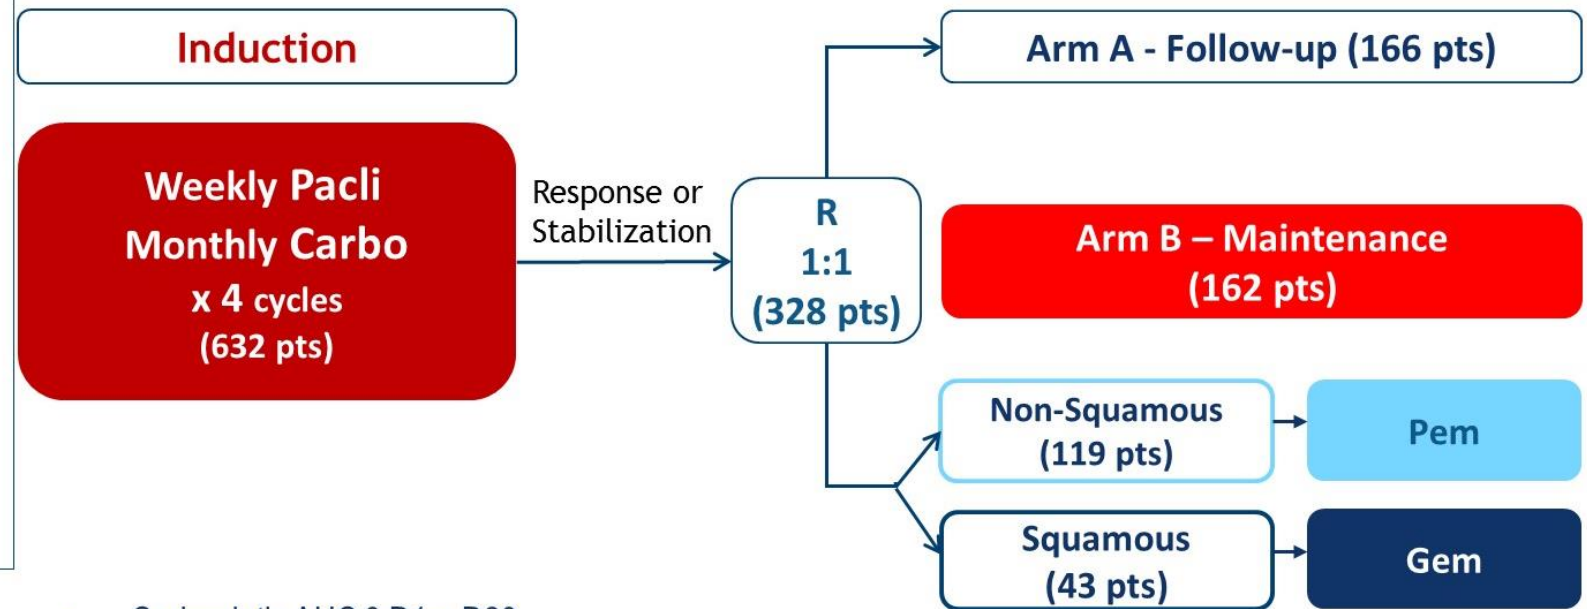 Induction
Weekly Pacli
Monthly Carbo
x 4 cycles
(632 pts)
Response or
Stabilization
R
1:1
(328 pts)
Arm A - Follow-up (166 pts)
Arm B – Maintenance
(162 pts)
Non-Squamous
(119 pts)
Pem
Squamous
(43 pts)
Gem